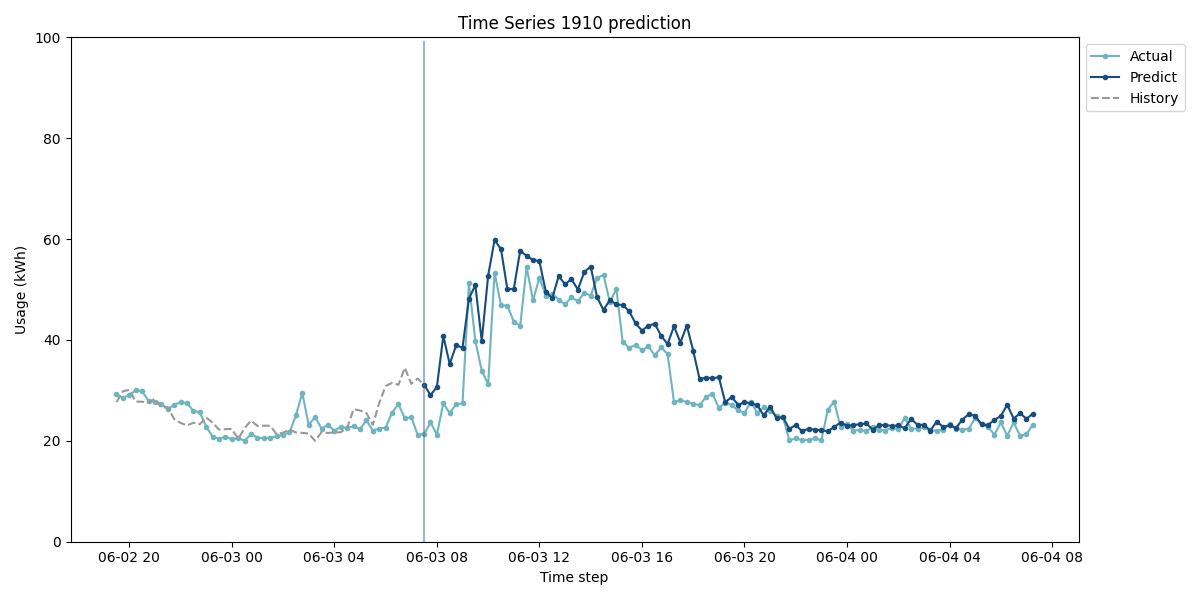 Time Series 1910 prediction
Usage (kWh)
100
80
60
40
20
0
06-02 20
06-03 00
06-03 04
06-03 08
06-03 12
06-03 16
06-03 20
06-04 00
06-04 04
06-04 08
Time step
Actual
Predict
History